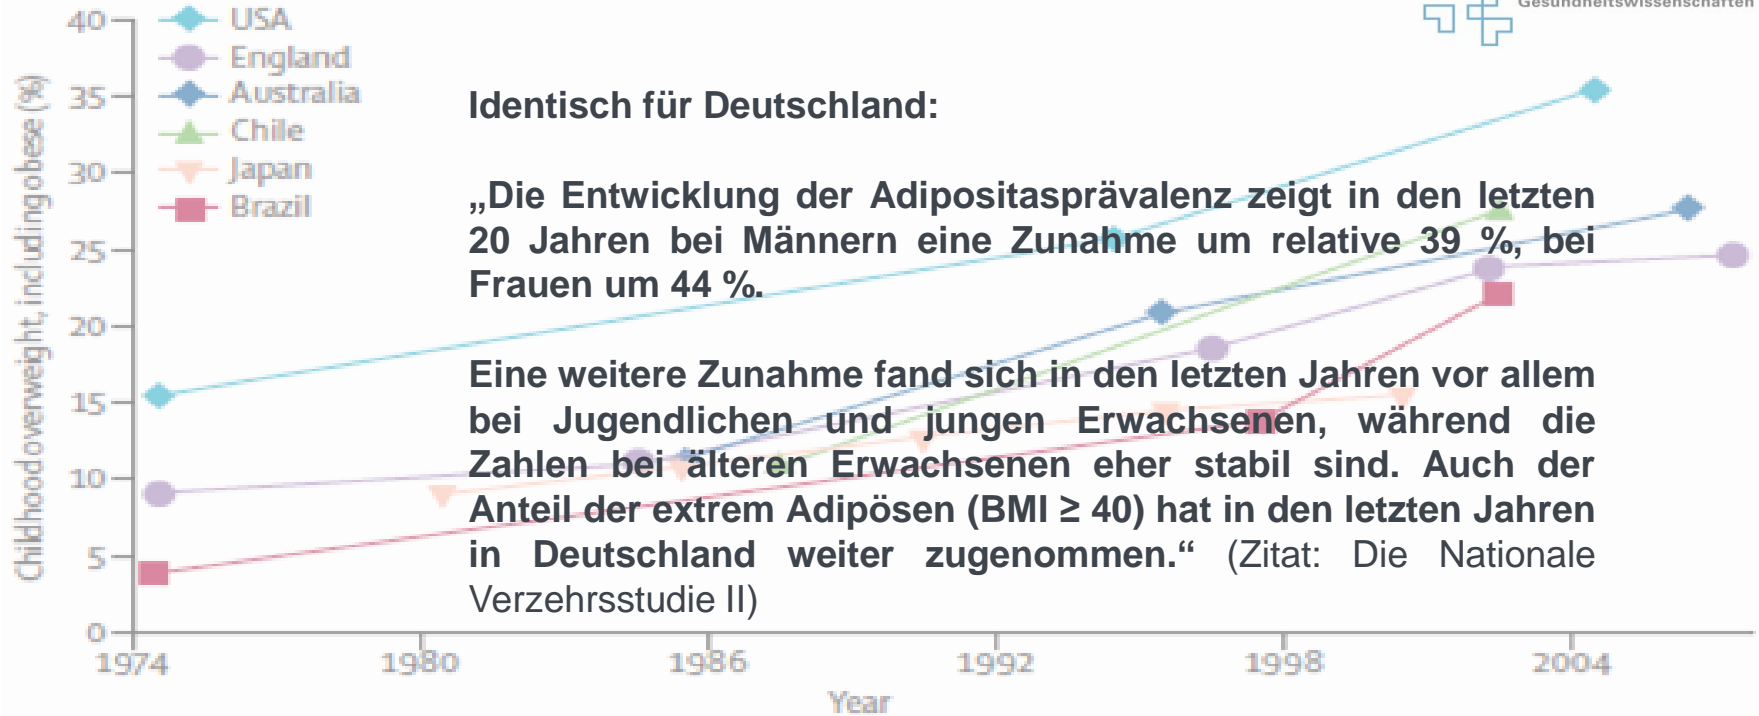 Gesundheitswissenschaften
40
USA
England
Australia
Chile
Japan
Brazil
35
30
25
20
15
10
5
0
Childhood overweight, including obese (%)
Identisch für Deutschland:
„Die Entwicklung der Adipositasprävalenz zeigt in den letzten
20 Jahren bei Männern eine Zunahme um relative 39 %, bei
Frauen um 44 %.
Eine weitere Zunahme fand sich in den letzten Jahren vor allem
bei Jugendlichen und jungen Erwachsenen, während die
Zahlen bei älteren Erwachsenen eher stabil sind. Auch der
Anteil der extrem Adipösen (BMI ≥ 40) hat in den letzten Jahren
in Deutschland weiter zugenommen.“ (Zitat: Die Nationale
Verzehrsstudie II)
1974 1980 1986 1992 1998 2004
Year